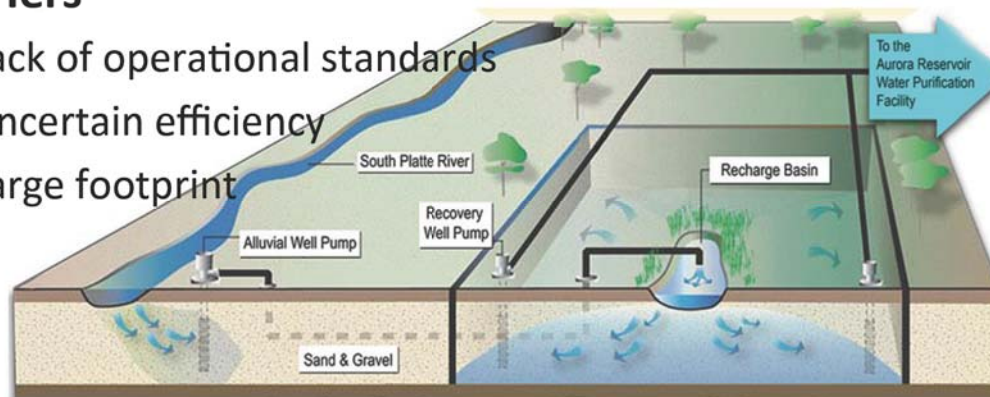 ack of operational standards
ncertain efficiency
arge footprint
To the
Aurora Reservoir
Water Purification
Facility
South Platte River
Recharge Basin
Recovery
Well Pump
Alluvial Well Pump
Sand & Gravel